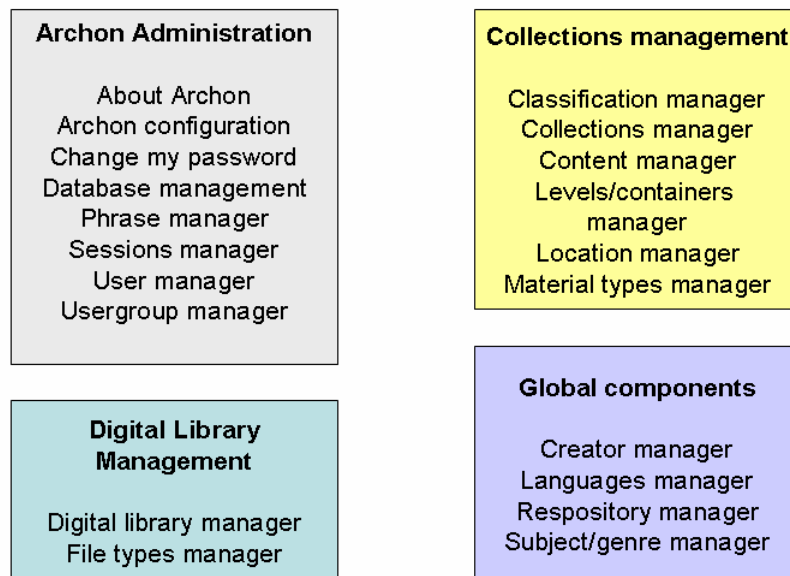 Archon Administration
About Archon
Archon configuration
Change my password
Database management
Phrase manager
Sessions manager
User manager
Usergroup manager
Collections management
Classification manager
Collections manager
Content manager
Levels/containers
manager
Location manager
Material types manager
Digital Library
Management
Digital library manager
File types manager
Global components
Creator manager
Languages manager
Respository manager
Subject/genre manager